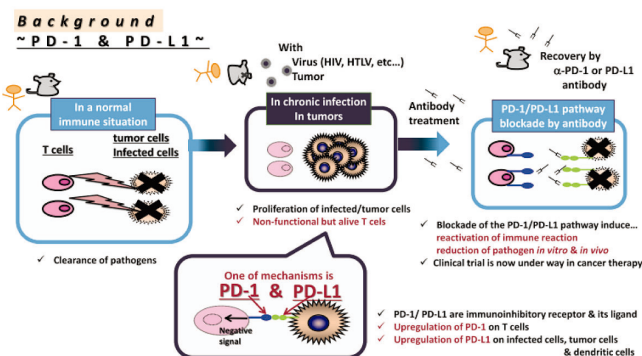 Background
~PD-1 & PD-L1~
In a normal
immune situation
T cells
tumor cells
Infected cells
✓ Clearance of pathogens
With
Virus (HIV, HTLV, etc…)
Tumor
In chronic infection
In tumors
✓ Proliferation of infected/tumor cells
✓ Non-functional but alive T cels
Antibody
treatment
Recovery by
α-PD-1 or PD-L1
antibody
PD-1/PD-L1 pathway
blockade by antibody
✓ Blockade of the PD-1/PD-L1 pathway induce…
reactivation of immune reaction
reduction of pathogen in vitro & in vivo
✓ Clinical trial is now under way in cancer therapy
One of mechanisms is
PD-1 & PD-L1
Negative
signal
✓ PD-1/ PD-L1 are immunoinhibitory receptor & its ligand
✓ Upregulation of PD-1 on T cells
✓ Upregulation of PD-L1 on infected cells, tumor cells
& dendritic cells